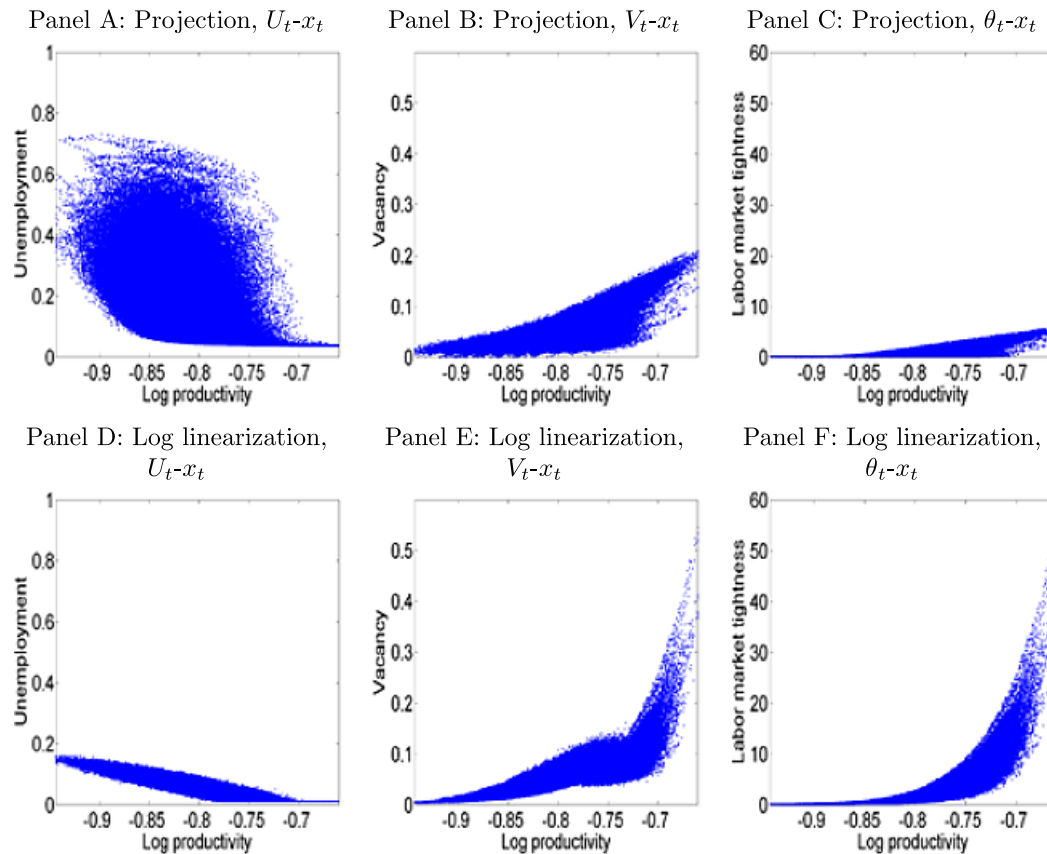 Panel A: Projection, U_t-x_t
Panel B: Projection, V_t-x_t
Panel C: Projection, θ_t-x_t
1
0.8
0.6
0.4
0.2
0
Unemployment
-0.9 -0.85 -0.8 -0.75 -0.7
Log productivity
0.5
0.4
0.3
0.2
0.1
0
Vacancy
-0.9 -0.85 -0.8 -0.75 -0.7
Log productivity
60
50
40
30
20
10
0
Labor market tightness
-0.9 -0.85 -0.8 -0.75 -0.7
Log productivity
Panel D: Log linearization,
U_t-x_t
Panel E: Log linearization,
V_t-x_t
Panel F: Log linearization,
θ_t-x_t
1
0.8
0.6
0.4
0.2
0
Unemployment
-0.9 -0.85 -0.8 -0.75 -0.7
Log productivity
0.5
0.4
0.3
0.2
0.1
0
Vacancy
-0.9 -0.85 -0.8 -0.75 -0.7
Log productivity
60
50
40
30
20
10
0
Labor market tightness
-0.9 -0.85 -0.8 -0.75 -0.7
Log productivity